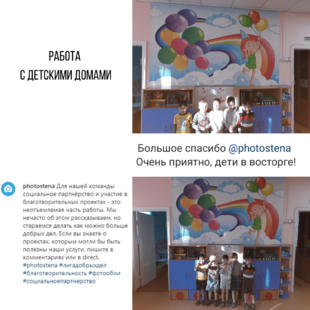 РАБОТА
С ДЕТСКИМИ ДОМАМИ
Большое спасибо @photostena
Очень приятно, дети в восторге!
photostena Для нашей команды
социальное партнёрство и участие в
благотворительных проектах - это
неотъемлемая часть работы. Мы
нечасто об этом рассказываем, но
стараемся делать как можно больше
добрых дел. Если вы знаете о
проектах, которым могли бы быть
полезны наши услуги, пишите в
комментариях или в direct.
#photostena #лигадобрыхдел
#благотворительность #фотообои
#социальноепартнерство